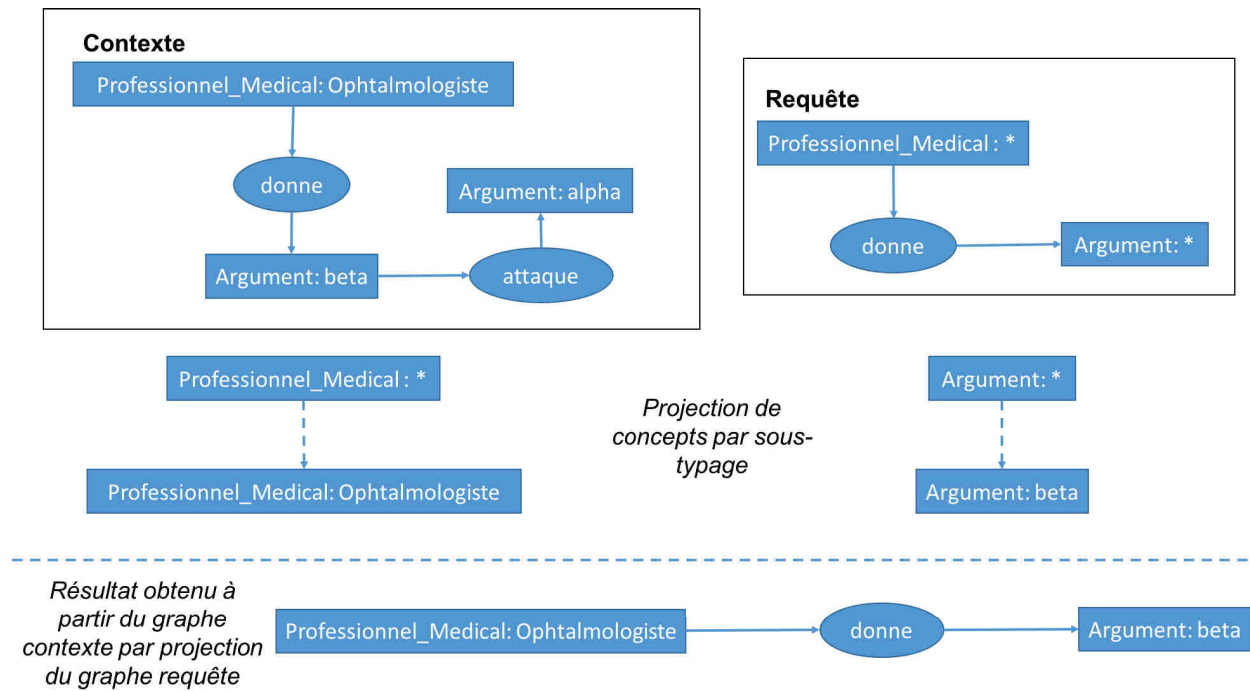 Contexte
Professionnel_Medical: Ophtalmologiste
donne
Argument: alpha
Argument: beta
attaque
Requête
Professionnel_Medical : *
donne
Argument: *
Professionnel_Medical : *
Professionnel_Medical: Ophtalmologiste
Projection de
concepts par sous-
typage
Argument: *
Argument: beta
Résultat obtenu à
partir du graphe
contexte par projection
du graphe requête
Professionnel_Medical: Ophtalmologiste
donne
Argument: beta